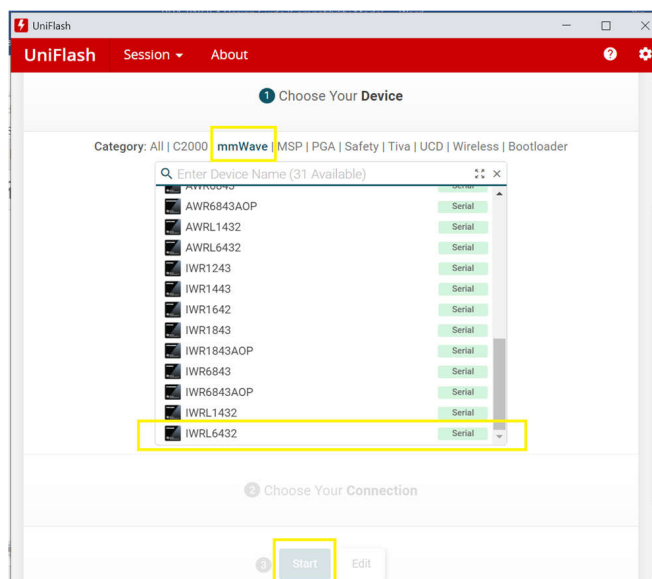 UniFlash
UniFlash Session About
1 Choose Your Device
Category: All | C2000 | mmWave | MSP | PGA | Safety | Tiva | UCD | Wireless | Bootloader
Enter Device Name (31 Available)
AWR6843 Serial
AWR6843AOP Serial
AWRL1432 Serial
AWRL6432 Serial
IWR1243 Serial
IWR1443 Serial
IWR1642 Serial
IWR1843 Serial
IWR1843AOP Serial
IWR6843 Serial
IWR6843AOP Serial
IWRL1432 Serial
IWRL6432 Serial
2 Choose Your Connection
3 Start Edit